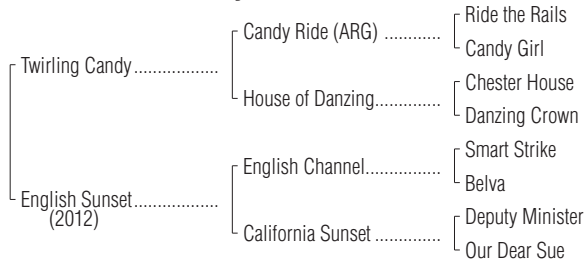 Ride the Rails
Candy Ride (ARG) ............
Candy Girl
Twirling Candy..................
Chester House
House of Danzing..............
Danzing Crown
Smart Strike
English Channel................
Belva
English Sunset..................
(2012)
Deputy Minister
California Sunset ..............
Our Dear Sue